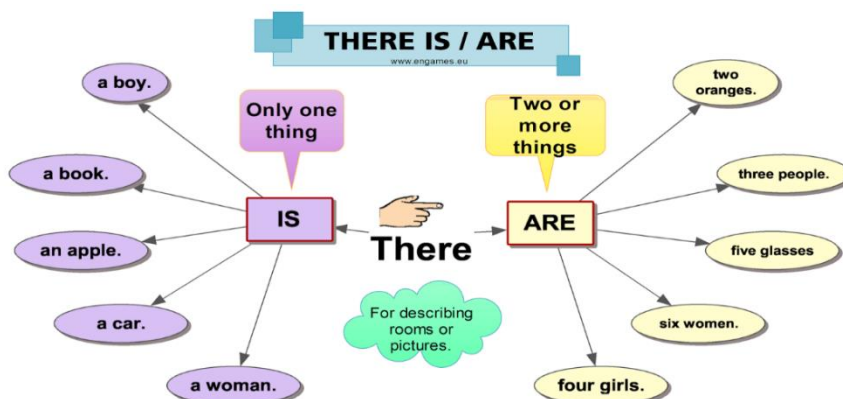 THERE IS / ARE
www.engames.eu
a boy.
a book.
an apple.
a car.
a woman.
Only one
thing
IS
There
For describing
rooms or
pictures.
Two or
more
things
ARE
two
oranges.
three people.
five glasses
six women.
four girls.